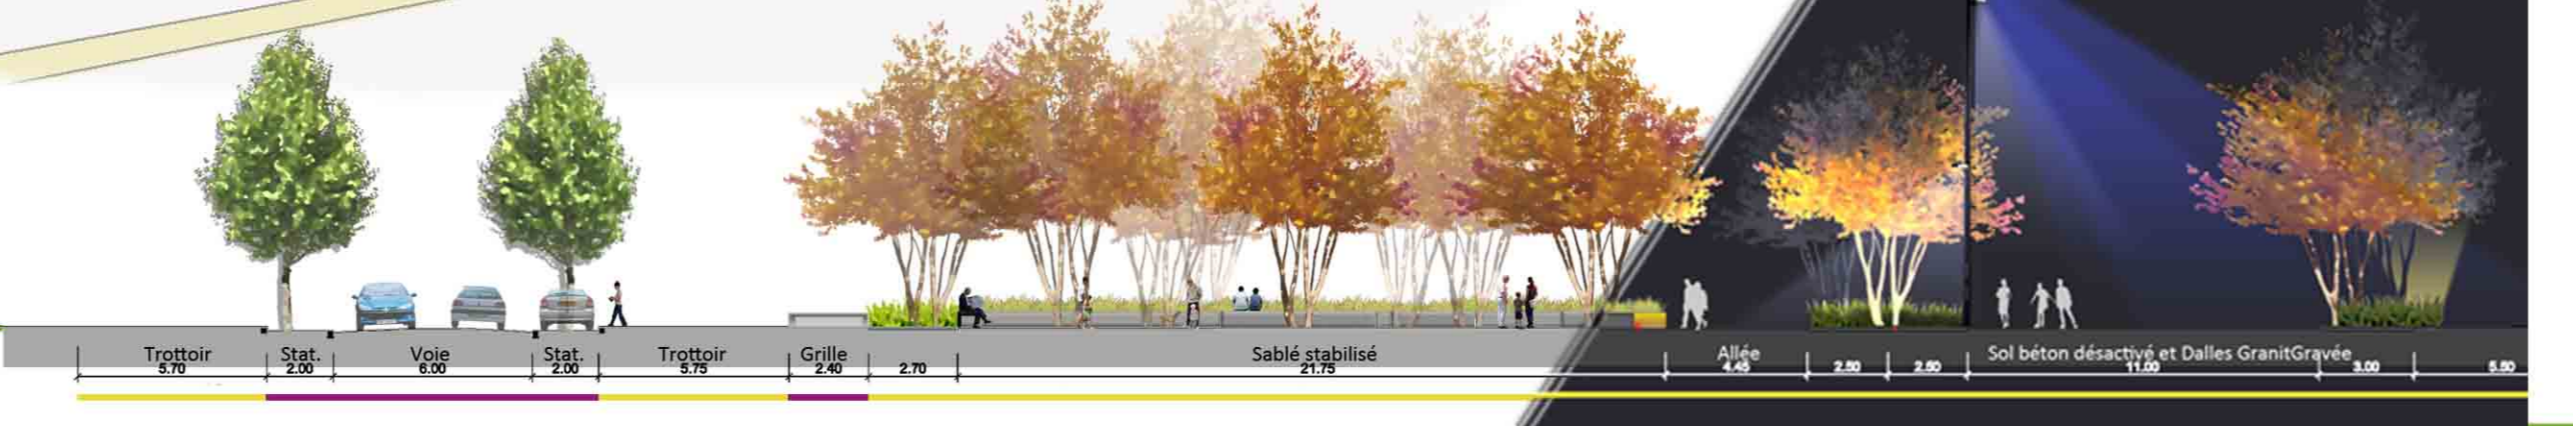 Trottoir Stat. Voie Stat. Trottoir Grille Sablé stabilisé Allée Sol béton désactivé et Dalles GranitGravée
5.70 2.00 6.00 2.00 5.75 2.40 2.70 21.75 4.45 2.50 2.50 11.00 3.00 5.50